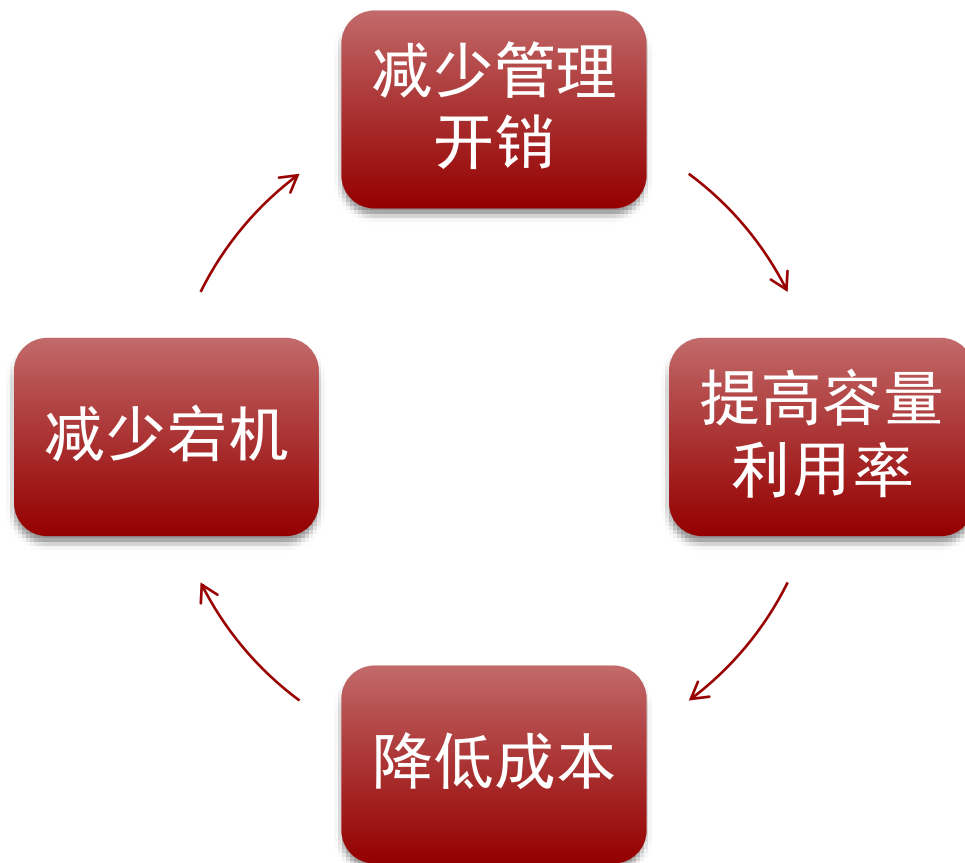 减少管理
开销
提高容量
利用率
降低成本
减少宕机